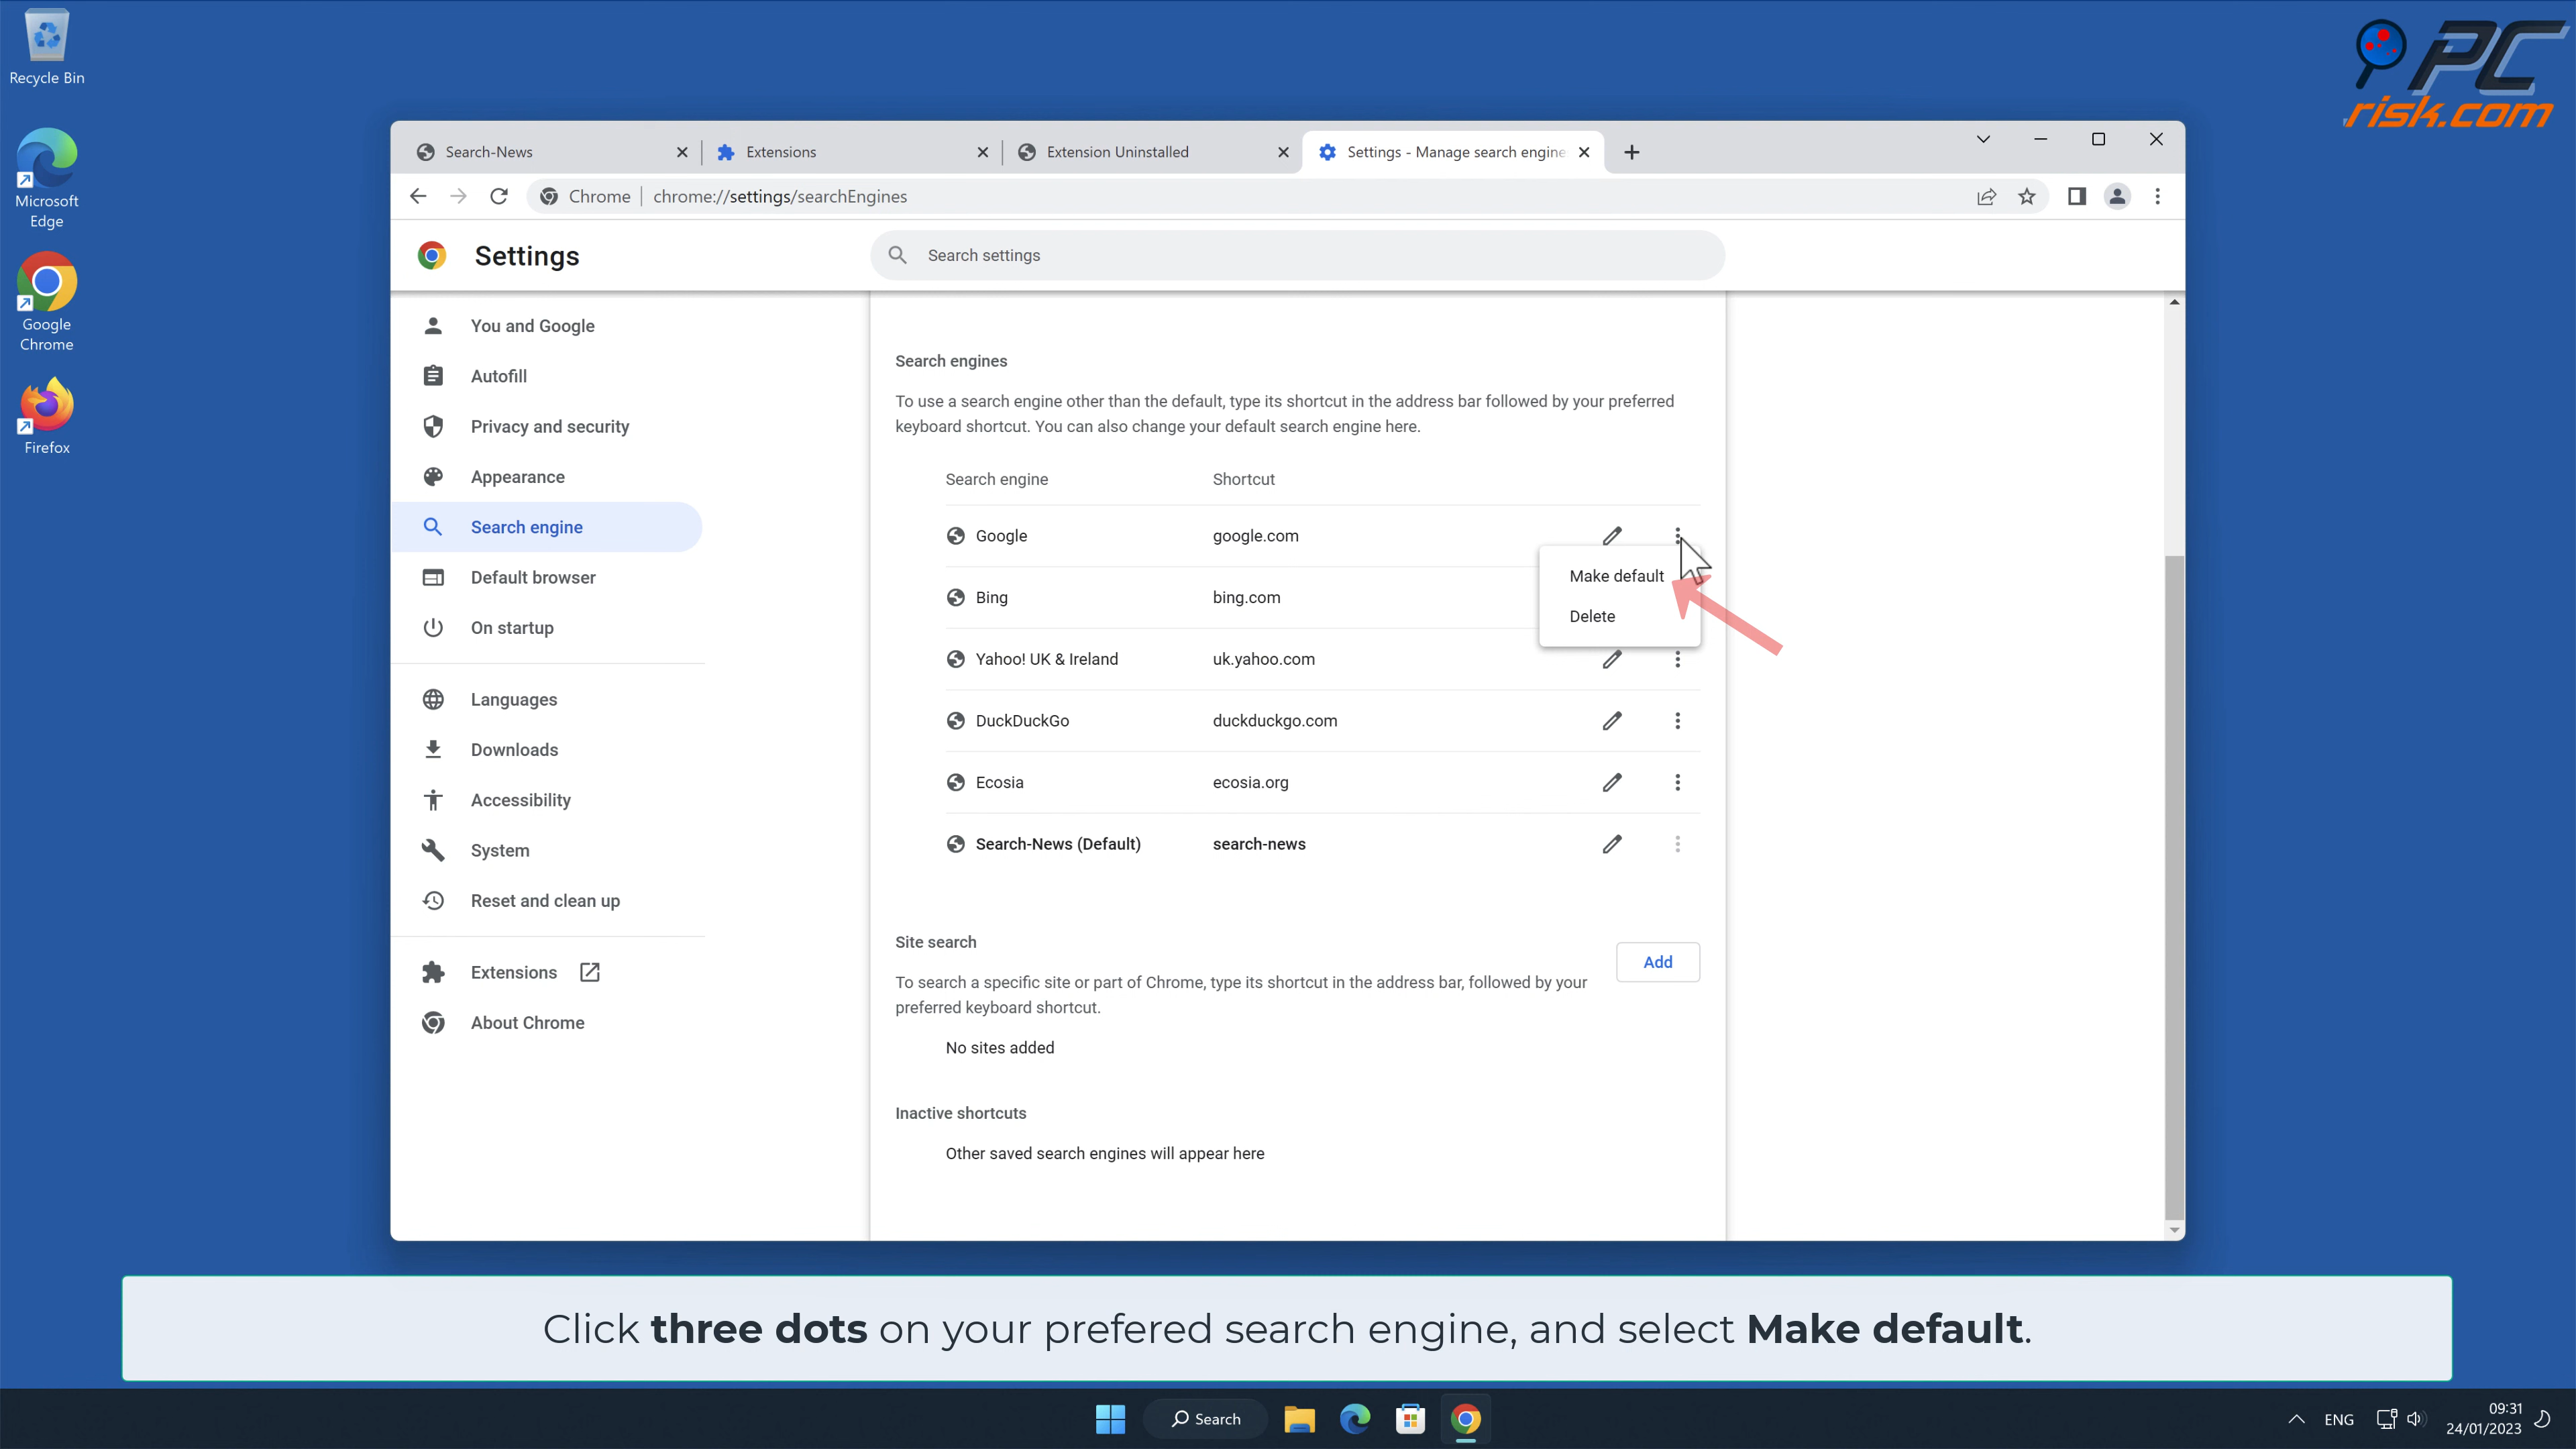 Recycle Bin
Microsoft
Edge
Google
Chrome
Firefox
PC
risk.com
Search-News
Extensions
Extension Uninstalled
Settings - Manage search engine
Chrome
chrome://settings/searchEngines
Settings
Search settings
You and Google
Autofill
Privacy and security
Appearance
Search engine
Default browser
On startup
Languages
Downloads
Accessibility
System
Reset and clean up
Extensions
About Chrome
Search engines
To use a search engine other than the default, type its shortcut in the address bar followed by your preferred
keyboard shortcut. You can also change your default search engine here.
Search engine Shortcut
Google google.com
Make default
Bing bing.com
Delete
Yahoo! UK & Ireland uk.yahoo.com
DuckDuckGo duckduckgo.com
Ecosia ecosia.org
Search-News (Default) search-news
Site search
Add
To search a specific site or part of Chrome, type its shortcut in the address bar, followed by your
preferred keyboard shortcut.
No sites added
Inactive shortcuts
Other saved search engines will appear here
Click three dots on your prefered search engine, and select Make default.
Search
ENG
09:31
24/01/2023